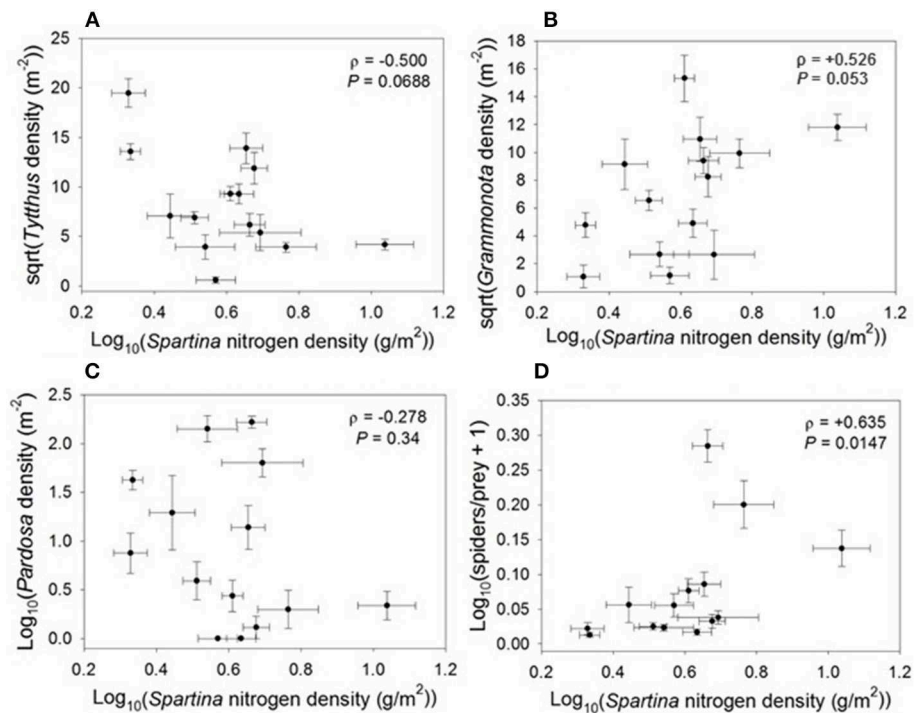 A
sqrt(Tytthus density (m⁻²))
25
20
15
10
5
0
ρ = -0.500
P = 0.0688
0.2 0.4 0.6 0.8 1.0 1.2
Log₁₀(Spartina nitrogen density (g/m²))
B
sqrt(Grammonota density (m⁻²))
18
16
14
12
10
8
6
4
2
0
ρ = +0.526
P = 0.053
0.2 0.4 0.6 0.8 1.0 1.2
Log₁₀(Spartina nitrogen density (g/m²))
C
Log₁₀(Pardosa density (m⁻²)
2.5
2.0
1.5
1.0
0.5
0.0
ρ = -0.278
P = 0.34
0.2 0.4 0.6 0.8 1.0 1.2
Log₁₀(Spartina nitrogen density (g/m²))
D
Log₁₀(spiders/prey + 1)
0.35
0.30
0.25
0.20
0.15
0.10
0.05
0.00
ρ = +0.635
P = 0.0147
0.2 0.4 0.6 0.8 1.0 1.2
Log₁₀(Spartina nitrogen density (g/m²))